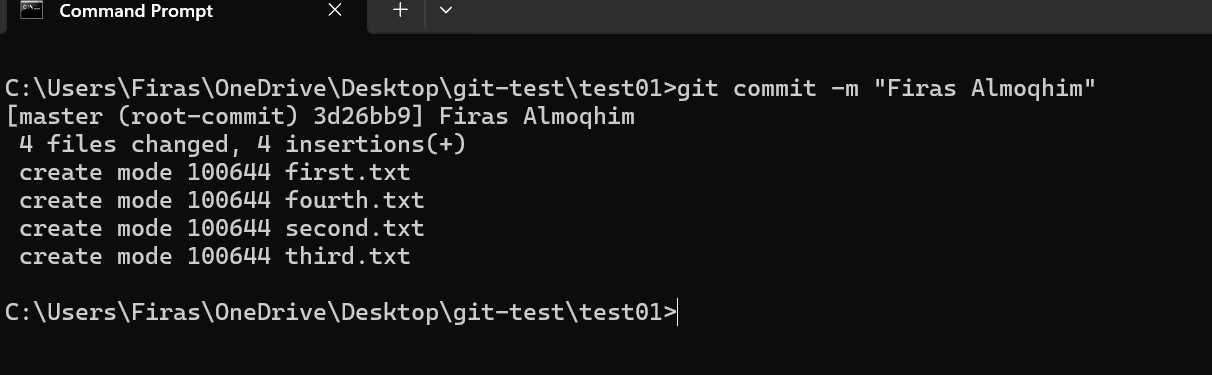 Command Prompt
C:\Users\Firas\OneDrive\Desktop\git-test\test01>git commit -m "Firas Almoqhim"
[master (root-commit) 3d26bb9] Firas Almoqhim
 4 files changed, 4 insertions(+)
 create mode 100644 first.txt
 create mode 100644 fourth.txt
 create mode 100644 second.txt
 create mode 100644 third.txt
C:\Users\Firas\OneDrive\Desktop\git-test\test01>